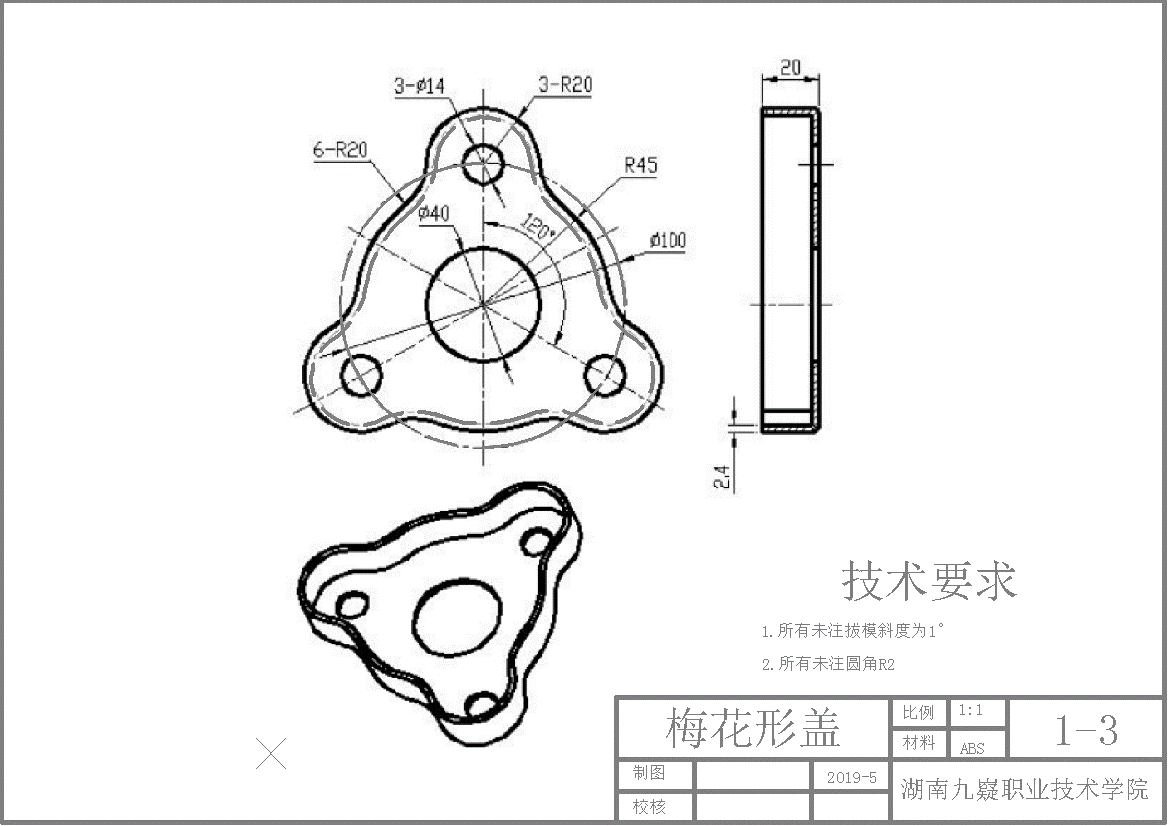 3-Ø14
3-R20
6-R20
R45
Ø40
120°
Ø100
20
2.4
技术要求
1.所有未注拔模斜度为1°
2.所有未注圆角R2
梅花形盖
比例
1:1
1-3
材料
ABS
制图
2019-5
湖南九嶷职业技术学院
校核